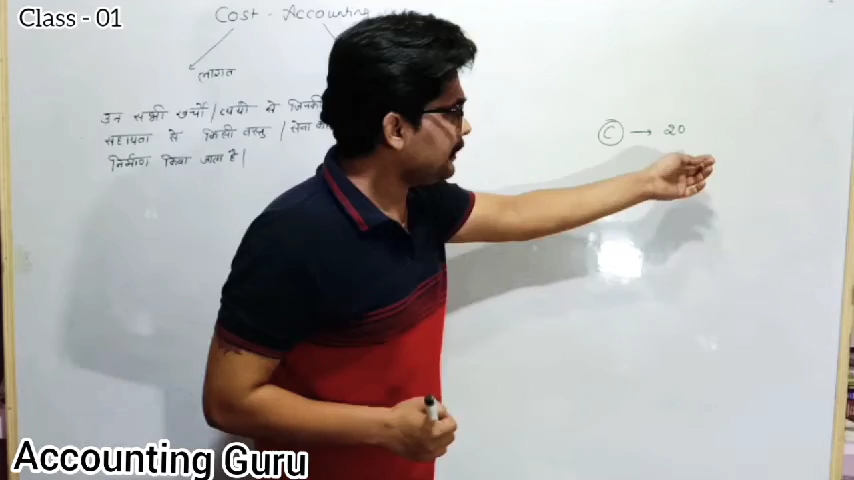 Class - 01
Cost - Accounting
लागत
उन सभी खर्चो / व्ययो से जिनकी
सहायता से किसी वस्तु / सेवा का
निर्माण किया जाता है |
C → 20
Accounting Guru